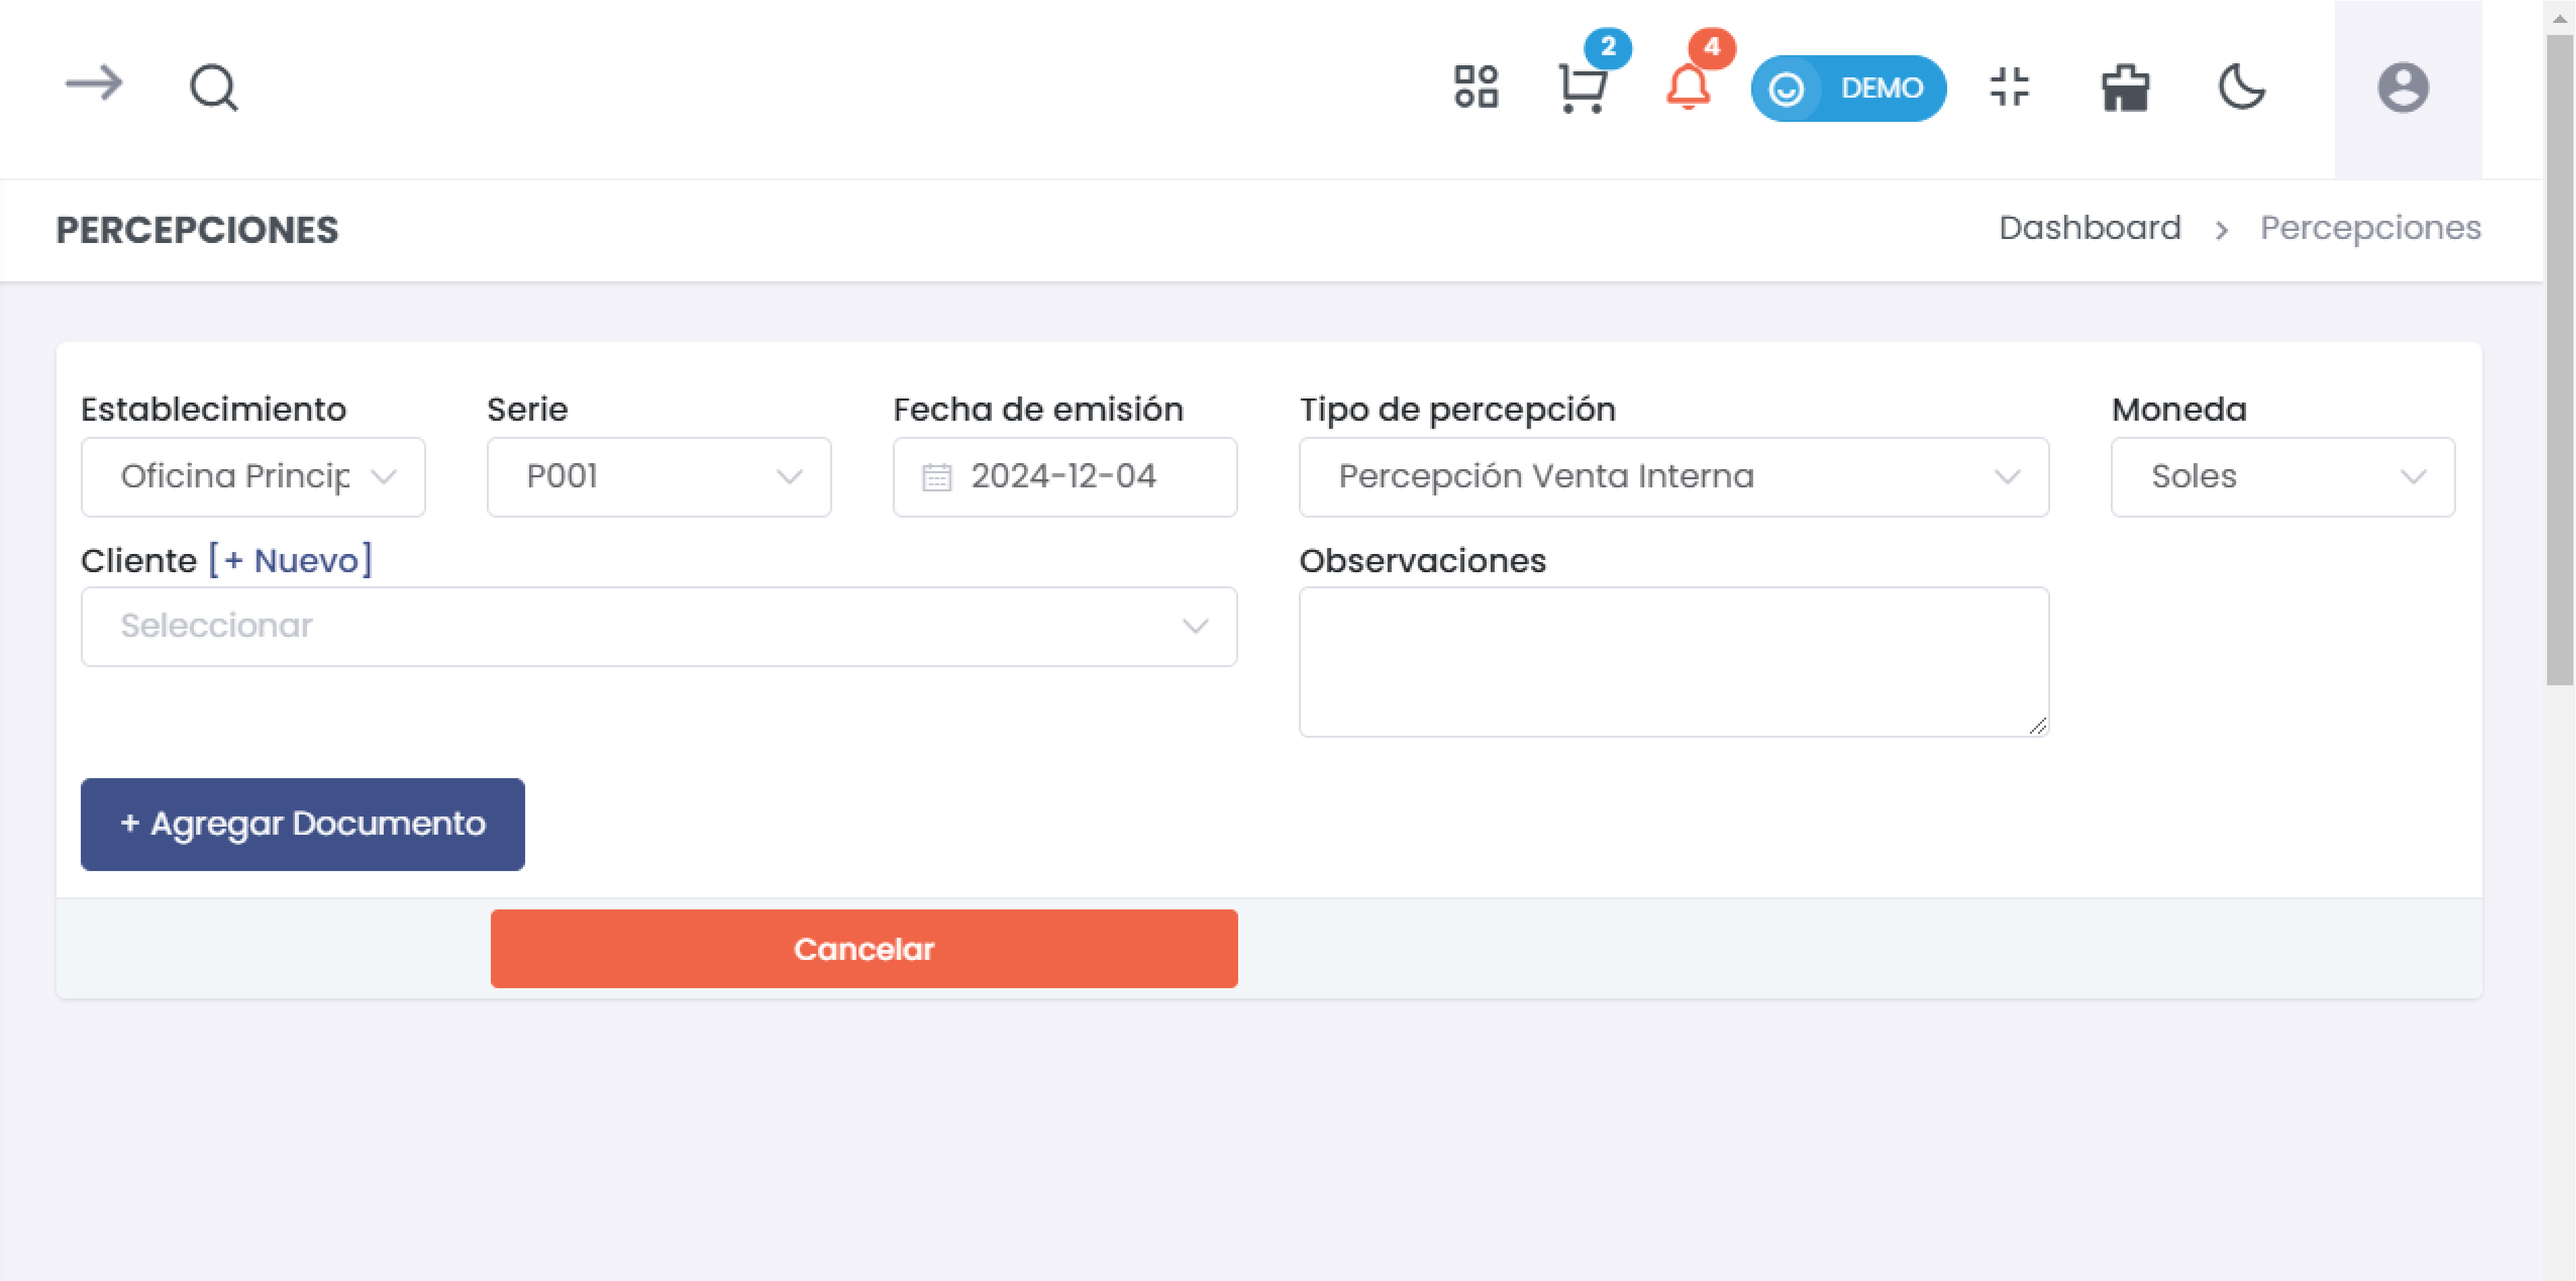 2
4
DEMO
PERCEPCIONES
Dashboard > Percepciones
Establecimiento Serie Fecha de emisión Tipo de percepción Moneda
Oficina Princip P001 2024-12-04 Percepción Venta Interna Soles
Cliente [+ Nuevo] Observaciones
Seleccionar
+ Agregar Documento
Cancelar